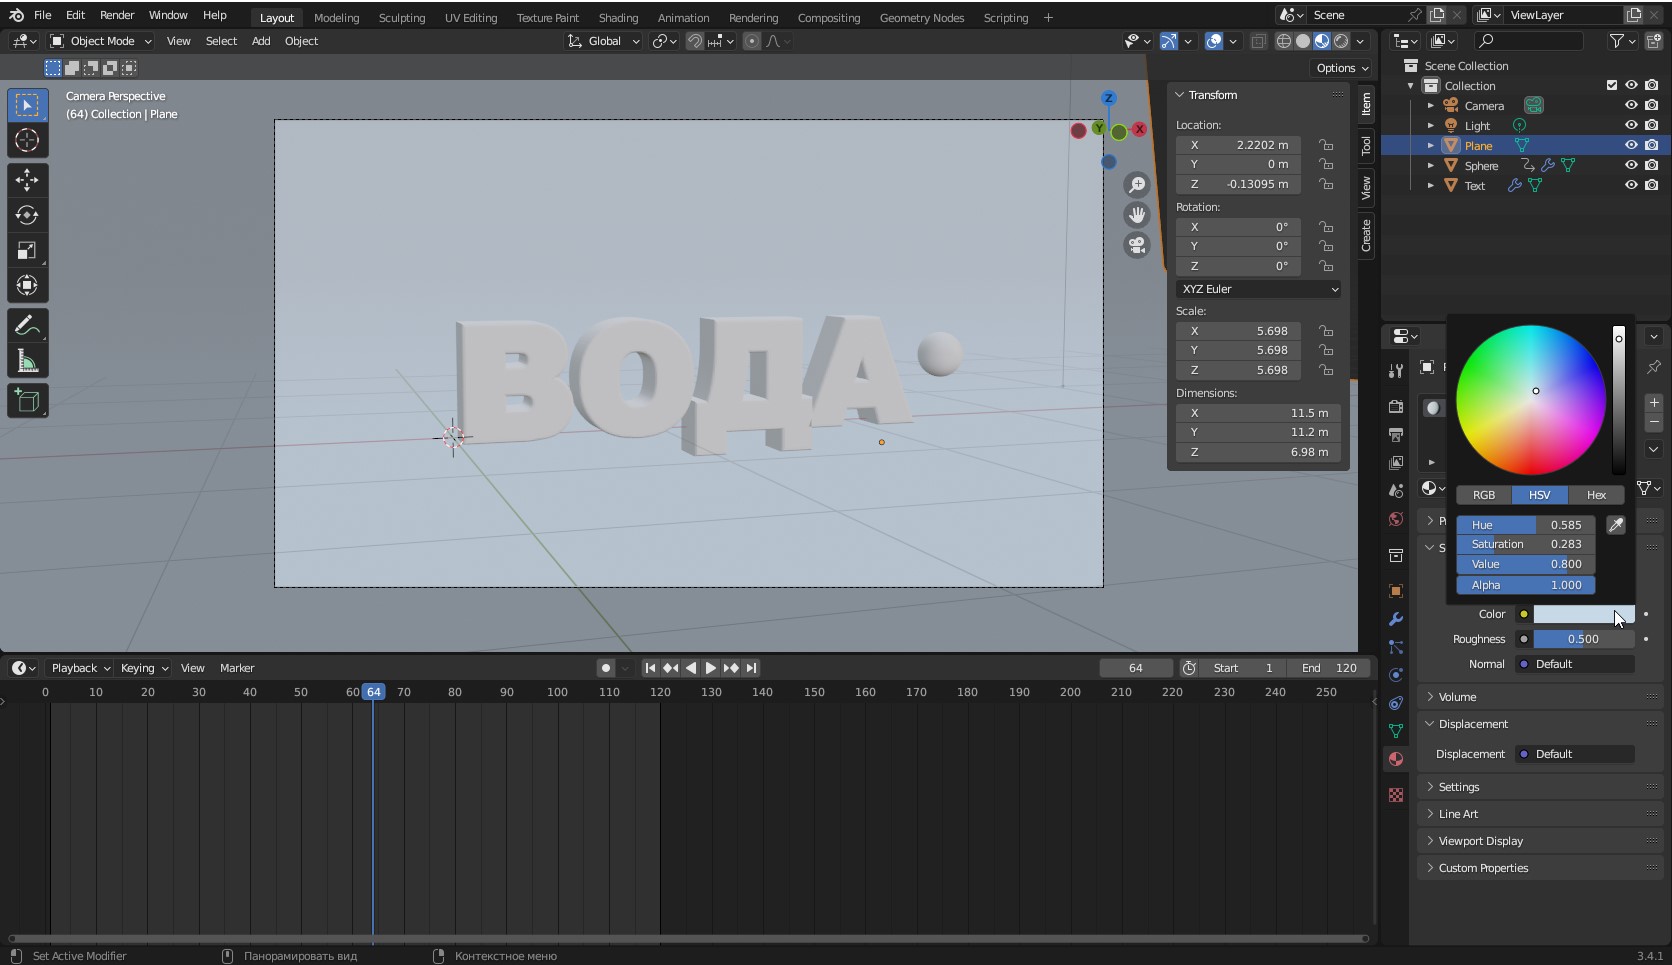 File Edit Render Window Help Layout Modeling Sculpting UV Editing Texture Paint Shading Animation Rendering Compositing Geometry Nodes Scripting + Scene ViewLayer
Object Mode View Select Add Object Global
Options
Camera Perspective
(64) Collection | Plane
Z
Y
X
ВОДА
Transform
Location:
X 2.2202 m
Y 0 m
Z -0.13095 m
Rotation:
X 0°
Y 0°
Z 0°
XYZ Euler
Scale:
X 5.698
Y 5.698
Z 5.698
Dimensions:
X 11.5 m
Y 11.2 m
Z 6.98 m
Item
Tool
View
Create
Scene Collection
Collection
Camera
Light
Plane
Sphere
Text
RGB HSV Hex
Hue 0.585
Saturation 0.283
Value 0.800
Alpha 1.000
Color
Roughness 0.500
Normal Default
Volume
Displacement
Displacement Default
Settings
Line Art
Viewport Display
Custom Properties
Playback Keying View Marker 64 Start 1 End 120
0 10 20 30 40 50 60 64 70 80 90 100 110 120 130 140 150 160 170 180 190 200 210 220 230 240 250
Set Active Modifier Панорамировать вид Контекстное меню 3.4.1